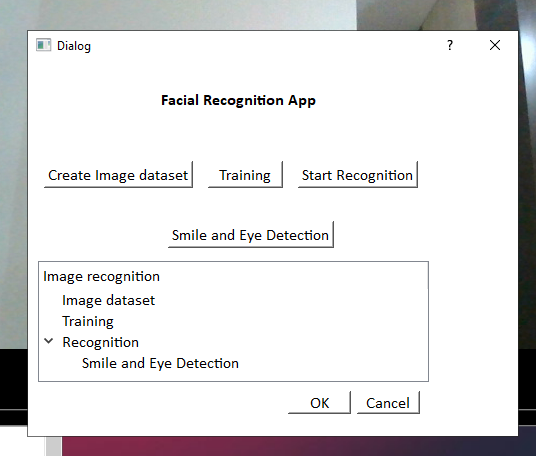 Dialog ?
Facial Recognition App
Create Image dataset Training Start Recognition
Smile and Eye Detection
Image recognition
Image dataset
Training
Recognition
Smile and Eye Detection
OK Cancel